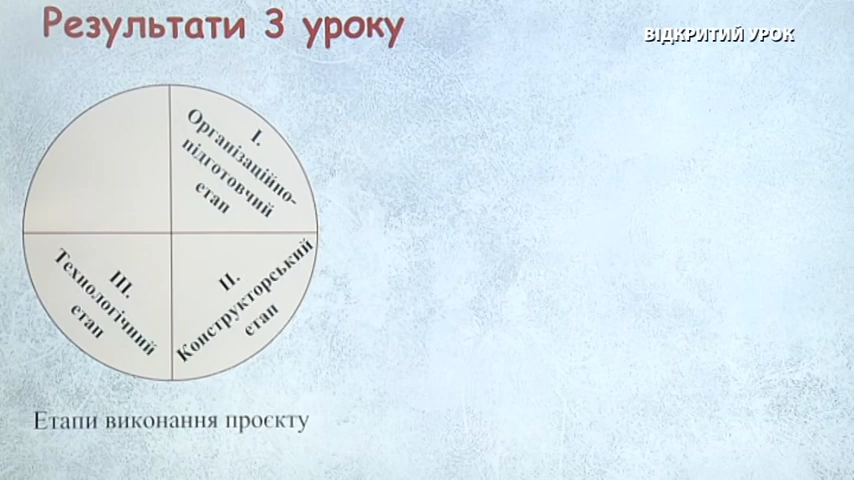 Результати 3 уроку
ВІДКРИТИЙ УРОК
I.
Організаційно-
підготовчий
етап
II.
Конструкторський
етап
III.
Технологічний
етап
Етапи виконання проєкту